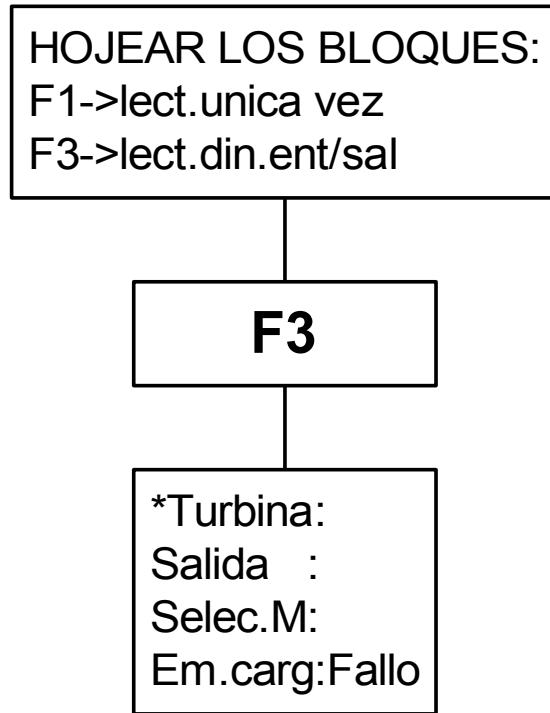 HOJEAR LOS BLOQUES:
F1->lect.unica vez
F3->lect.din.ent/sal
F3
*Turbina:
Salida   :
Selec.M:
Em.carg:Fallo